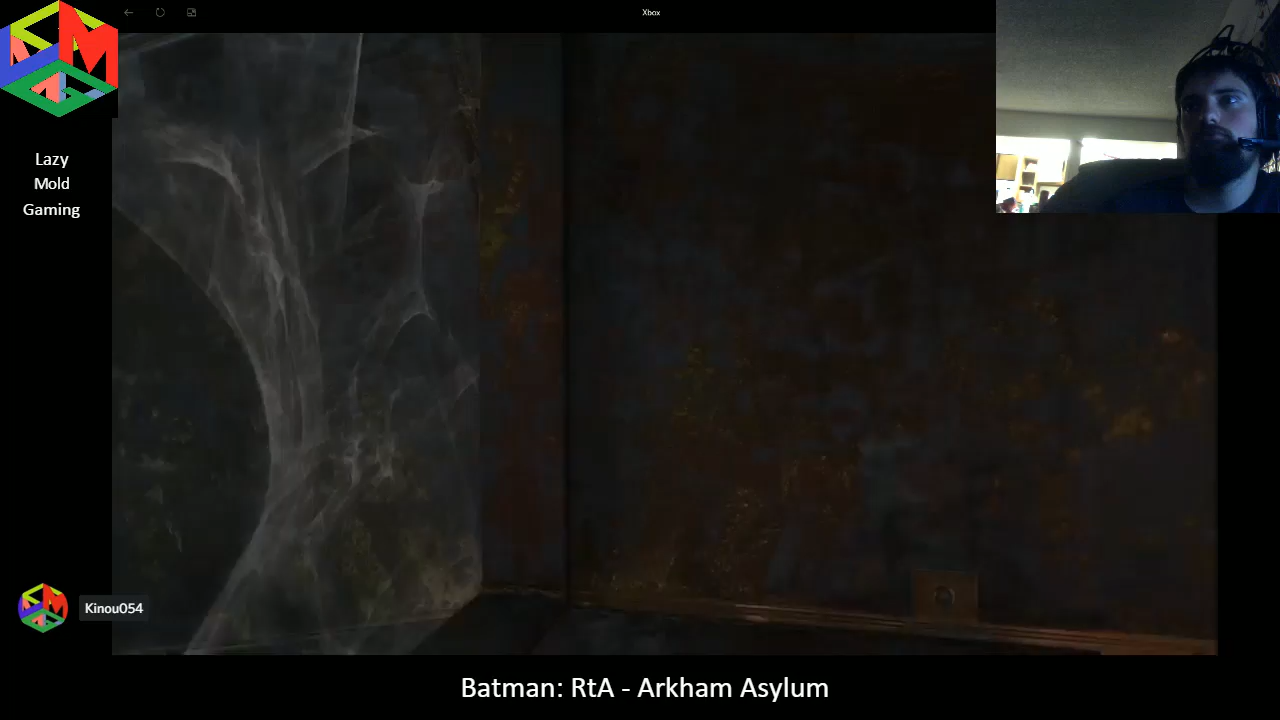 Xbox
Lazy
Mold
Gaming
Kinou054
Batman: RtA - Arkham Asylum